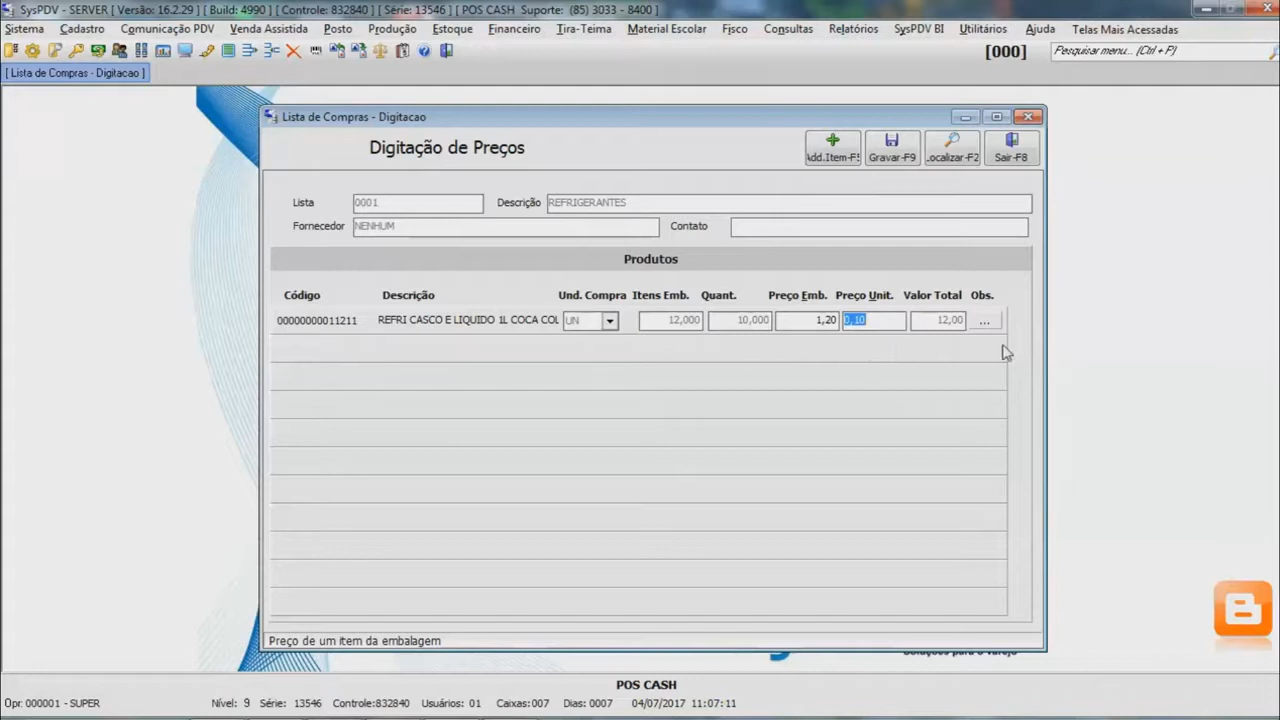 SysPDV - SERVER [ Versão: 16.2.29 ] [ Build: 4990 ] [ Controle: 832840 ] [ Série: 13546 ] [ POS CASH Suporte: (85) 3033 - 8400 ]
Sistema Cadastro Comunicação PDV Venda Assistida Posto Produção Estoque Financeiro Tira-Teima Material Escolar Fisco Consultas Relatórios SysPDV BI Utilitários Ajuda Telas Mais Acessadas
[000] Pesquisar menu... (Ctrl + P)
[ Lista de Compras - Digitacao ]
Lista de Compras - Digitacao
Digitação de Preços
Add.Item-F5 Gravar-F9 .ocalizar-F2 Sair-F8
Lista 0001 Descrição REFRIGERANTES
Fornecedor NENHUM Contato
Produtos
Código Descrição Und. Compra Itens Emb. Quant. Preço Emb. Preço Unit. Valor Total Obs.
00000000011211 REFRI CASCO E LIQUIDO 1L COCA COL UN 12,000 10,000 1,20 0,10 12,00 ...
Preço de um item da embalagem
POS CASH
Opr: 000001 - SUPER Nível: 9 Série: 13546 Controle:832840 Usuários: 01 Caixas:007 Dias: 0007 04/07/2017 11:07:11